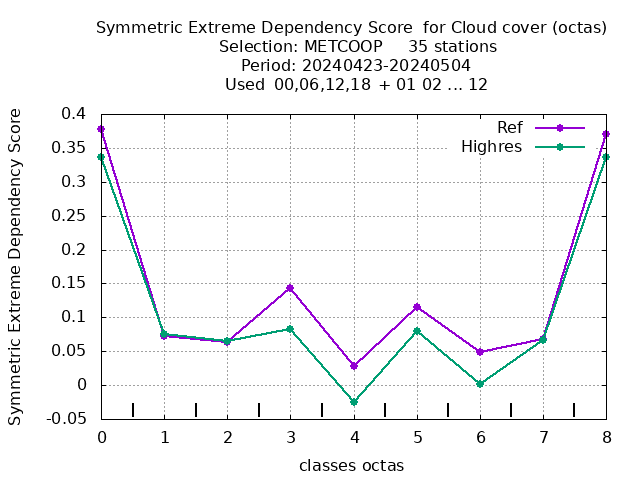 Symmetric Extreme Dependency Score  for Cloud cover (octas)
Selection: METCOOP     35 stations
Period: 20240423-20240504
Used  00,06,12,18 + 01 02 ... 12
Symmetric Extreme Dependency Score
0.4
0.35
0.3
0.25
0.2
0.15
0.1
0.05
0
-0.05
Ref
Highres
0 1 2 3 4 5 6 7 8
classes octas